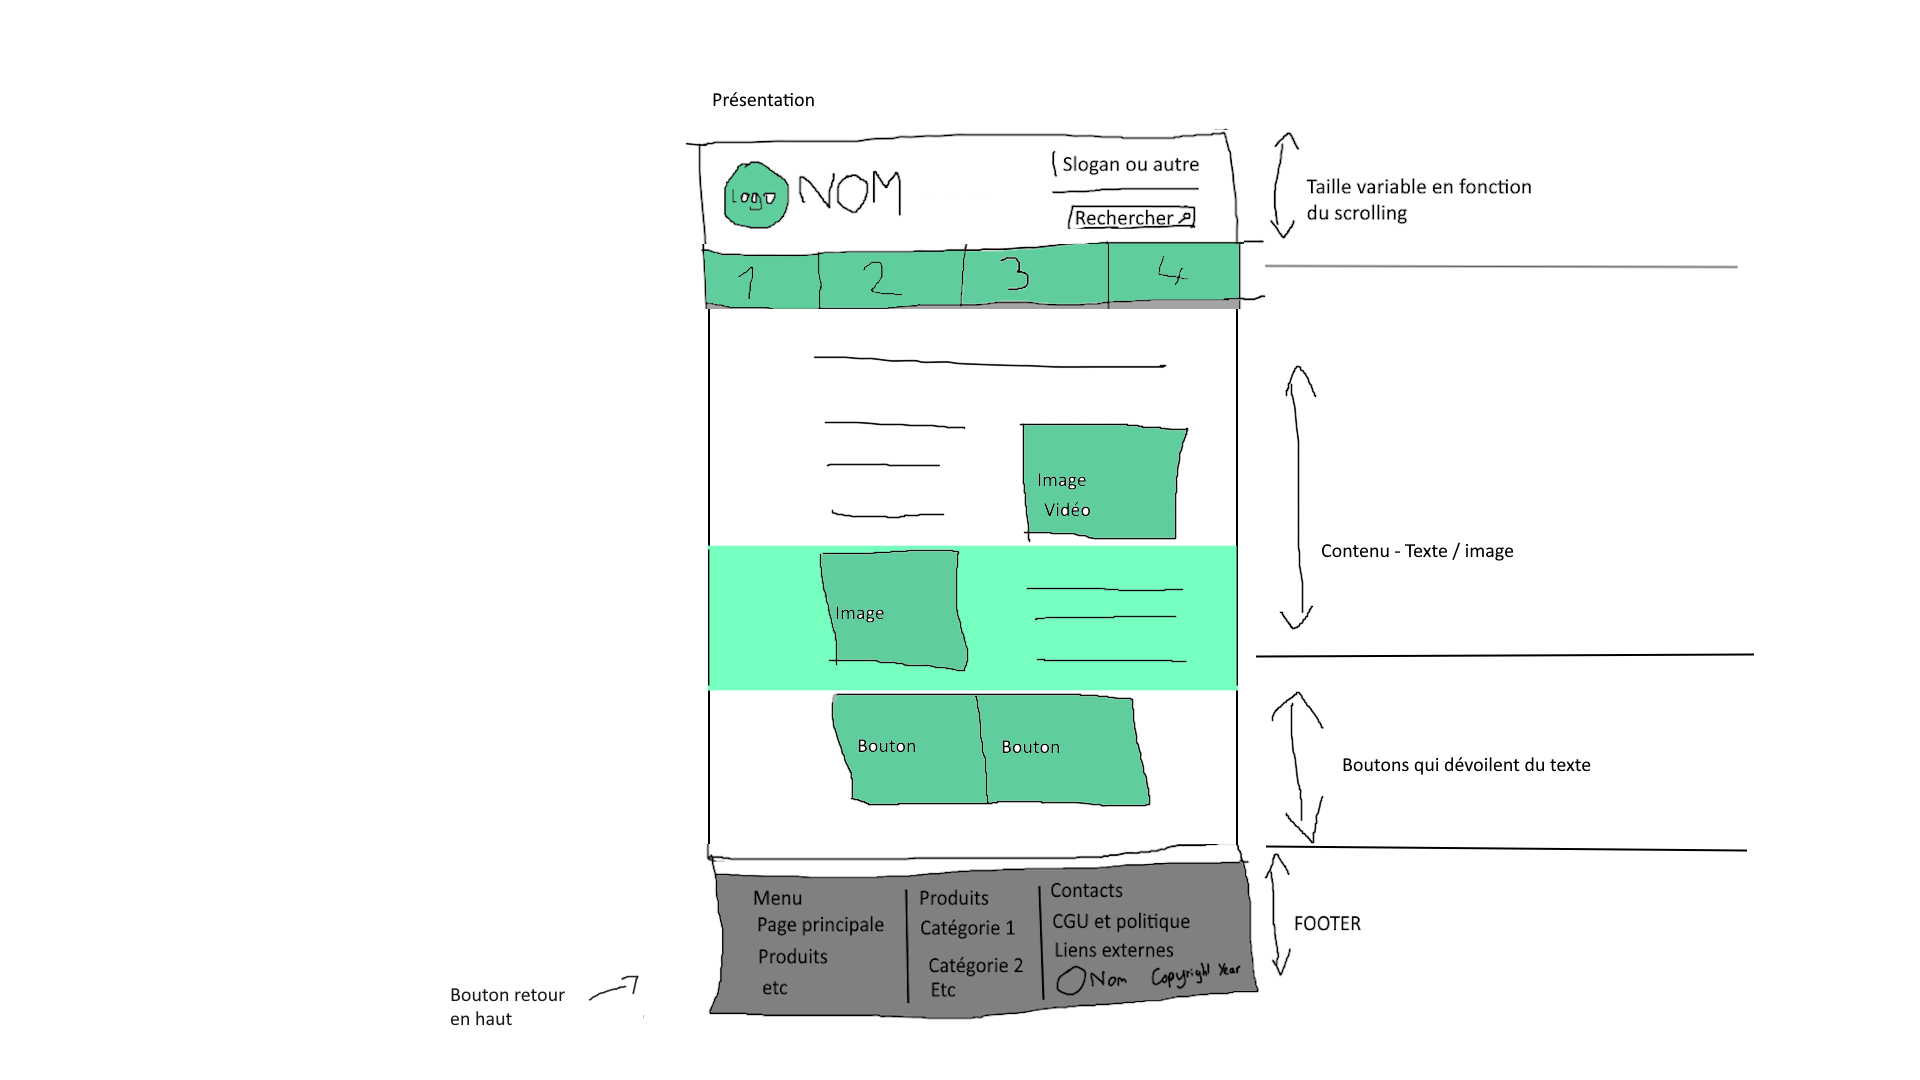 Présentation
Logo
NOM
Slogan ou autre
Rechercher
Taille variable en fonction
du scrolling
1
2
3
4
Image
Vidéo
Contenu - Texte / image
Image
Bouton
Bouton
Boutons qui dévoilent du texte
Menu
Page principale
Produits
etc
Produits
Catégorie 1
Catégorie 2
Etc
Contacts
CGU et politique
Liens externes
Nom Copyright Year
FOOTER
Bouton retour
en haut